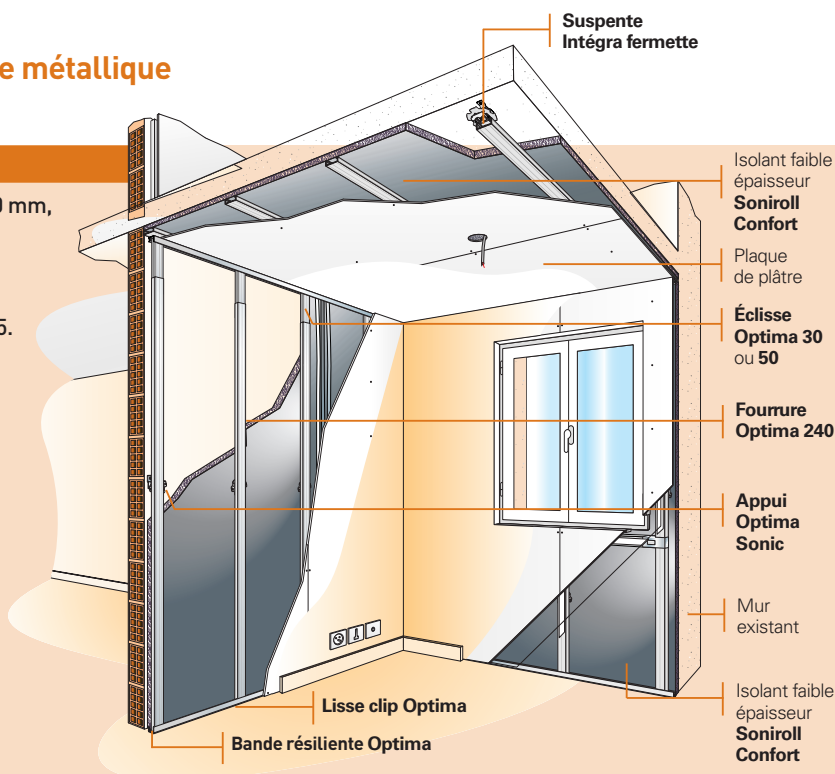 e métallique
0 mm,
5.
Suspente
Intégra fermette
Isolant faible
épaisseur
Soniroll
Confort
Plaque
de plâtre
Éclisse
Optima 30
ou 50
Fourrure
Optima 240
Appui
Optima
Sonic
Mur
existant
Isolant faible
épaisseur
Soniroll
Confort
Lisse clip Optima
Bande résiliente Optima